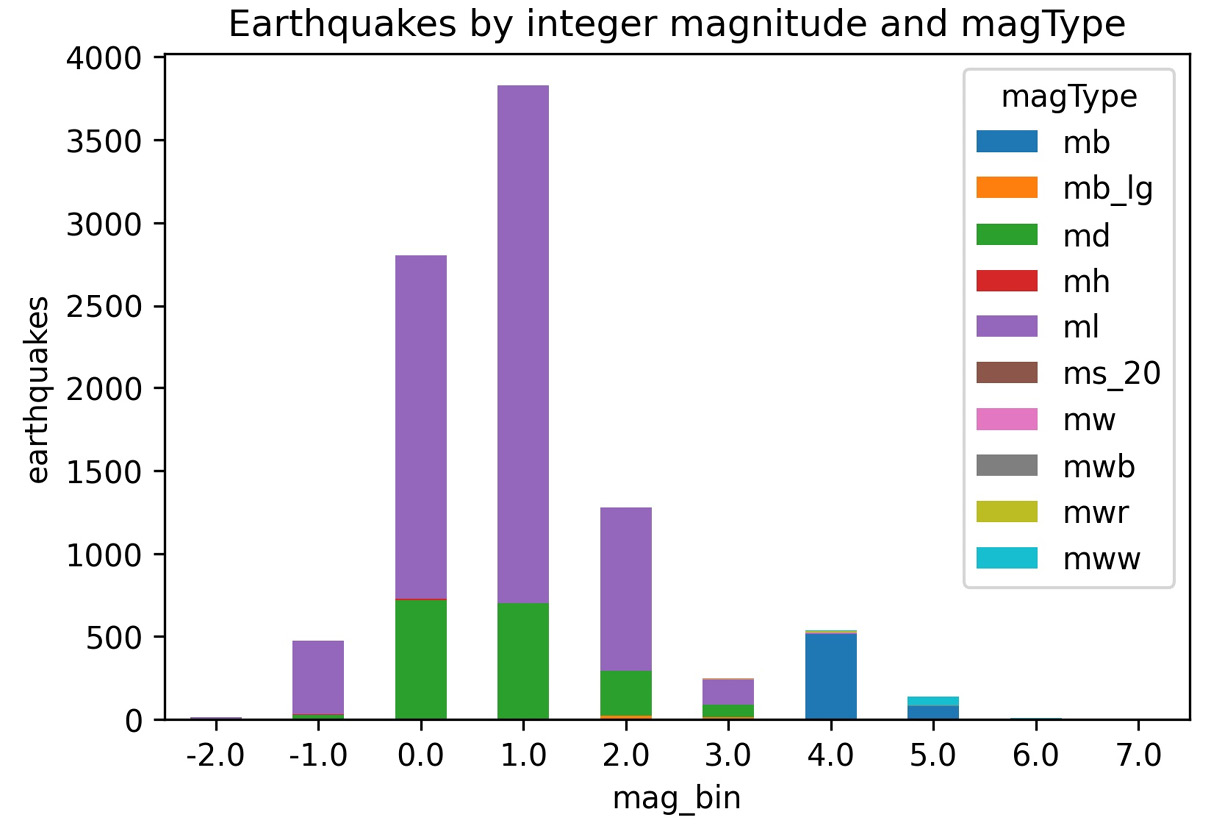 Earthquakes by integer magnitude and magType
4000
3500
3000
2500
2000
1500
1000
500
0
earthquakes
-2.0 -1.0 0.0 1.0 2.0 3.0 4.0 5.0 6.0 7.0
mag_bin
magType
mb
mb_lg
md
mh
ml
ms_20
mw
mwb
mwr
mww